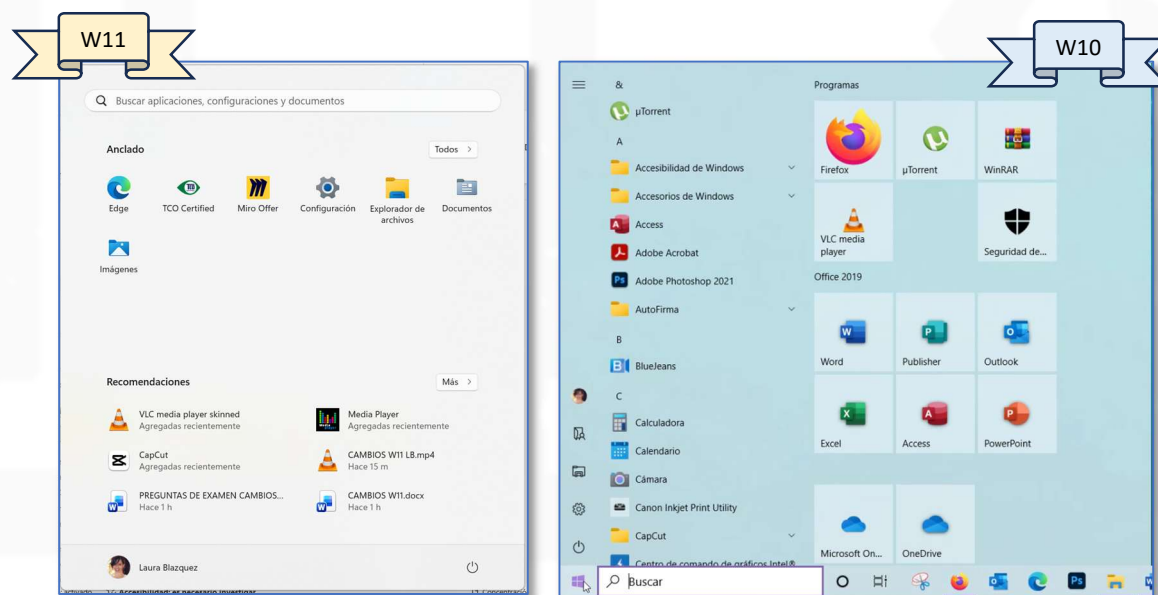 W11
Buscar aplicaciones, configuraciones y documentos
Anclado
Todos >
Edge
TCO Certified
Miro Offer
Configuración
Explorador de
archivos
Documentos
Imágenes
Recomendaciones
Más >
VLC media player skinned
Agregadas recientemente
Media Player
Agregadas recientemente
CapCut
Agregadas recientemente
CAMBIOS W11 LB.mp4
Hace 15 m
PREGUNTAS DE EXAMEN CAMBIOS...
Hace 1 h
CAMBIOS W11.docx
Hace 1 h
Laura Blazquez
Accesibilidad: es necesario investigar
W10
&
µTorrent
A
Accesibilidad de Windows
Accesorios de Windows
Access
Adobe Acrobat
Adobe Photoshop 2021
AutoFirma
B
BlueJeans
C
Calculadora
Calendario
Cámara
Canon Inkjet Print Utility
CapCut
Centro de comando de gráficos Intel®
Programas
Firefox
µTorrent
WinRAR
VLC media
player
Seguridad de...
Office 2019
Word
Publisher
Outlook
Excel
Access
PowerPoint
Microsoft On...
OneDrive
Buscar